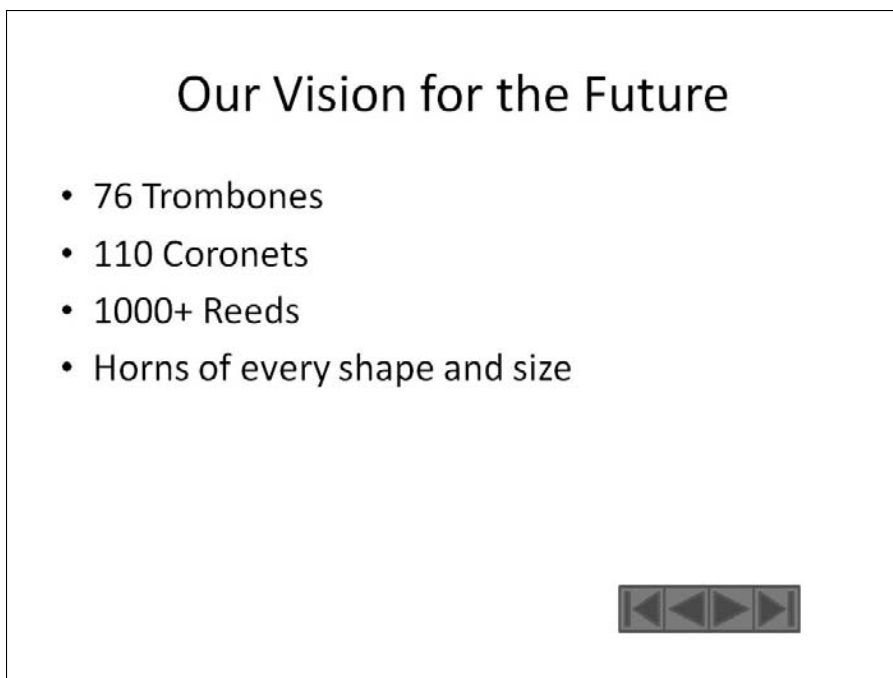 Our Vision for the Future
• 76 Trombones
• 110 Coronets
• 1000+ Reeds
• Horns of every shape and size